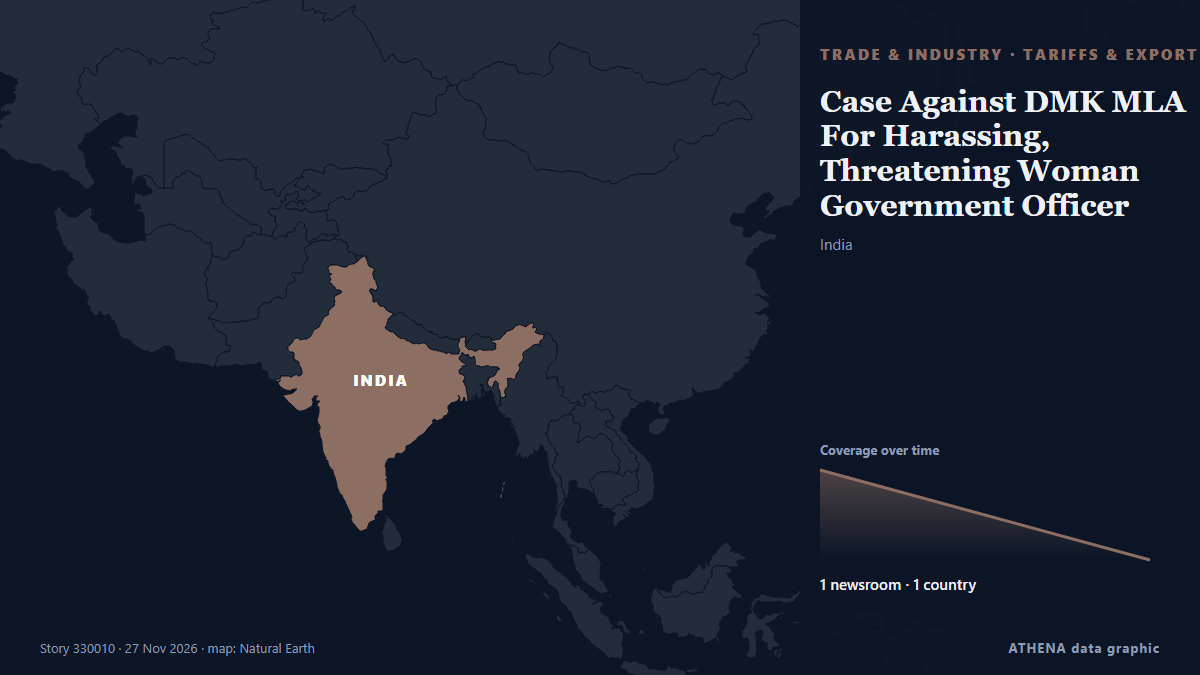 TRADE & INDUSTRY · TARIFFS & EXPORT
Case Against DMK MLA
For Harassing,
Threatening Woman
Government Officer
India
INDIA
Coverage over time
1 newsroom · 1 country
Story 330010 · 27 Nov 2026 · map: Natural Earth
ATHENA data graphic